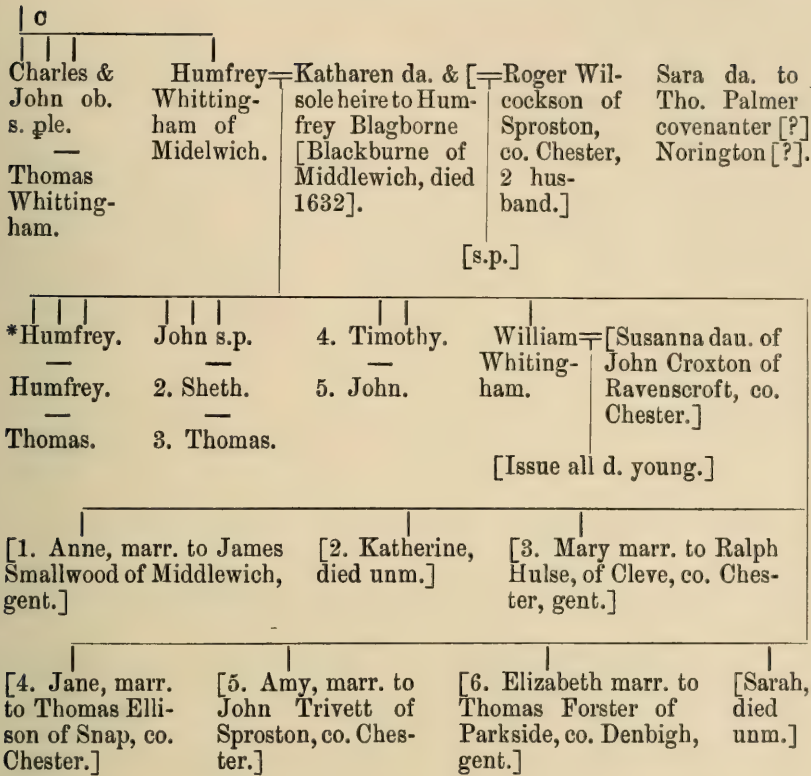 c
Charles &
John ob.
s. ple.
Thomas
Whitting-
ham.
Humfrey
Whitting-
ham of
Midelwich.
Katharen da. & [
sole heire to Hum-
frey Blagborne
[Blackburne of
Middlewich, died
1632].
Roger Wil-
cockson of
Sproston,
co. Chester,
2 hus-
band.]
Sara da. to
Tho. Palmer
covenanter [?]
Norington [?].
[s.p.]
*Humfrey.
Humfrey.
Thomas.
John s.p.
2. Sheth.
3. Thomas.
4. Timothy.
5. John.
William
Whiting-
ham.
[Susanna dau. of
John Croxton of
Ravenscroft, co.
Chester.]
[Issue all d. young.]
[1. Anne, marr. to James
Smallwood of Middlewich,
gent.]
[2. Katherine,
died unm.]
[3. Mary marr. to Ralph
Hulse, of Cleve, co. Ches-
ter, gent.]
[4. Jane, marr.
to Thomas Elli-
son of Snap, co.
Chester.]
[5. Amy, marr. to
John Trivett of
Sproston, co. Ches-
ter.]
[6. Elizabeth marr. to
Thomas Forster of
Parkside, co. Denbigh,
gent.]
[Sarah,
died
unm.]